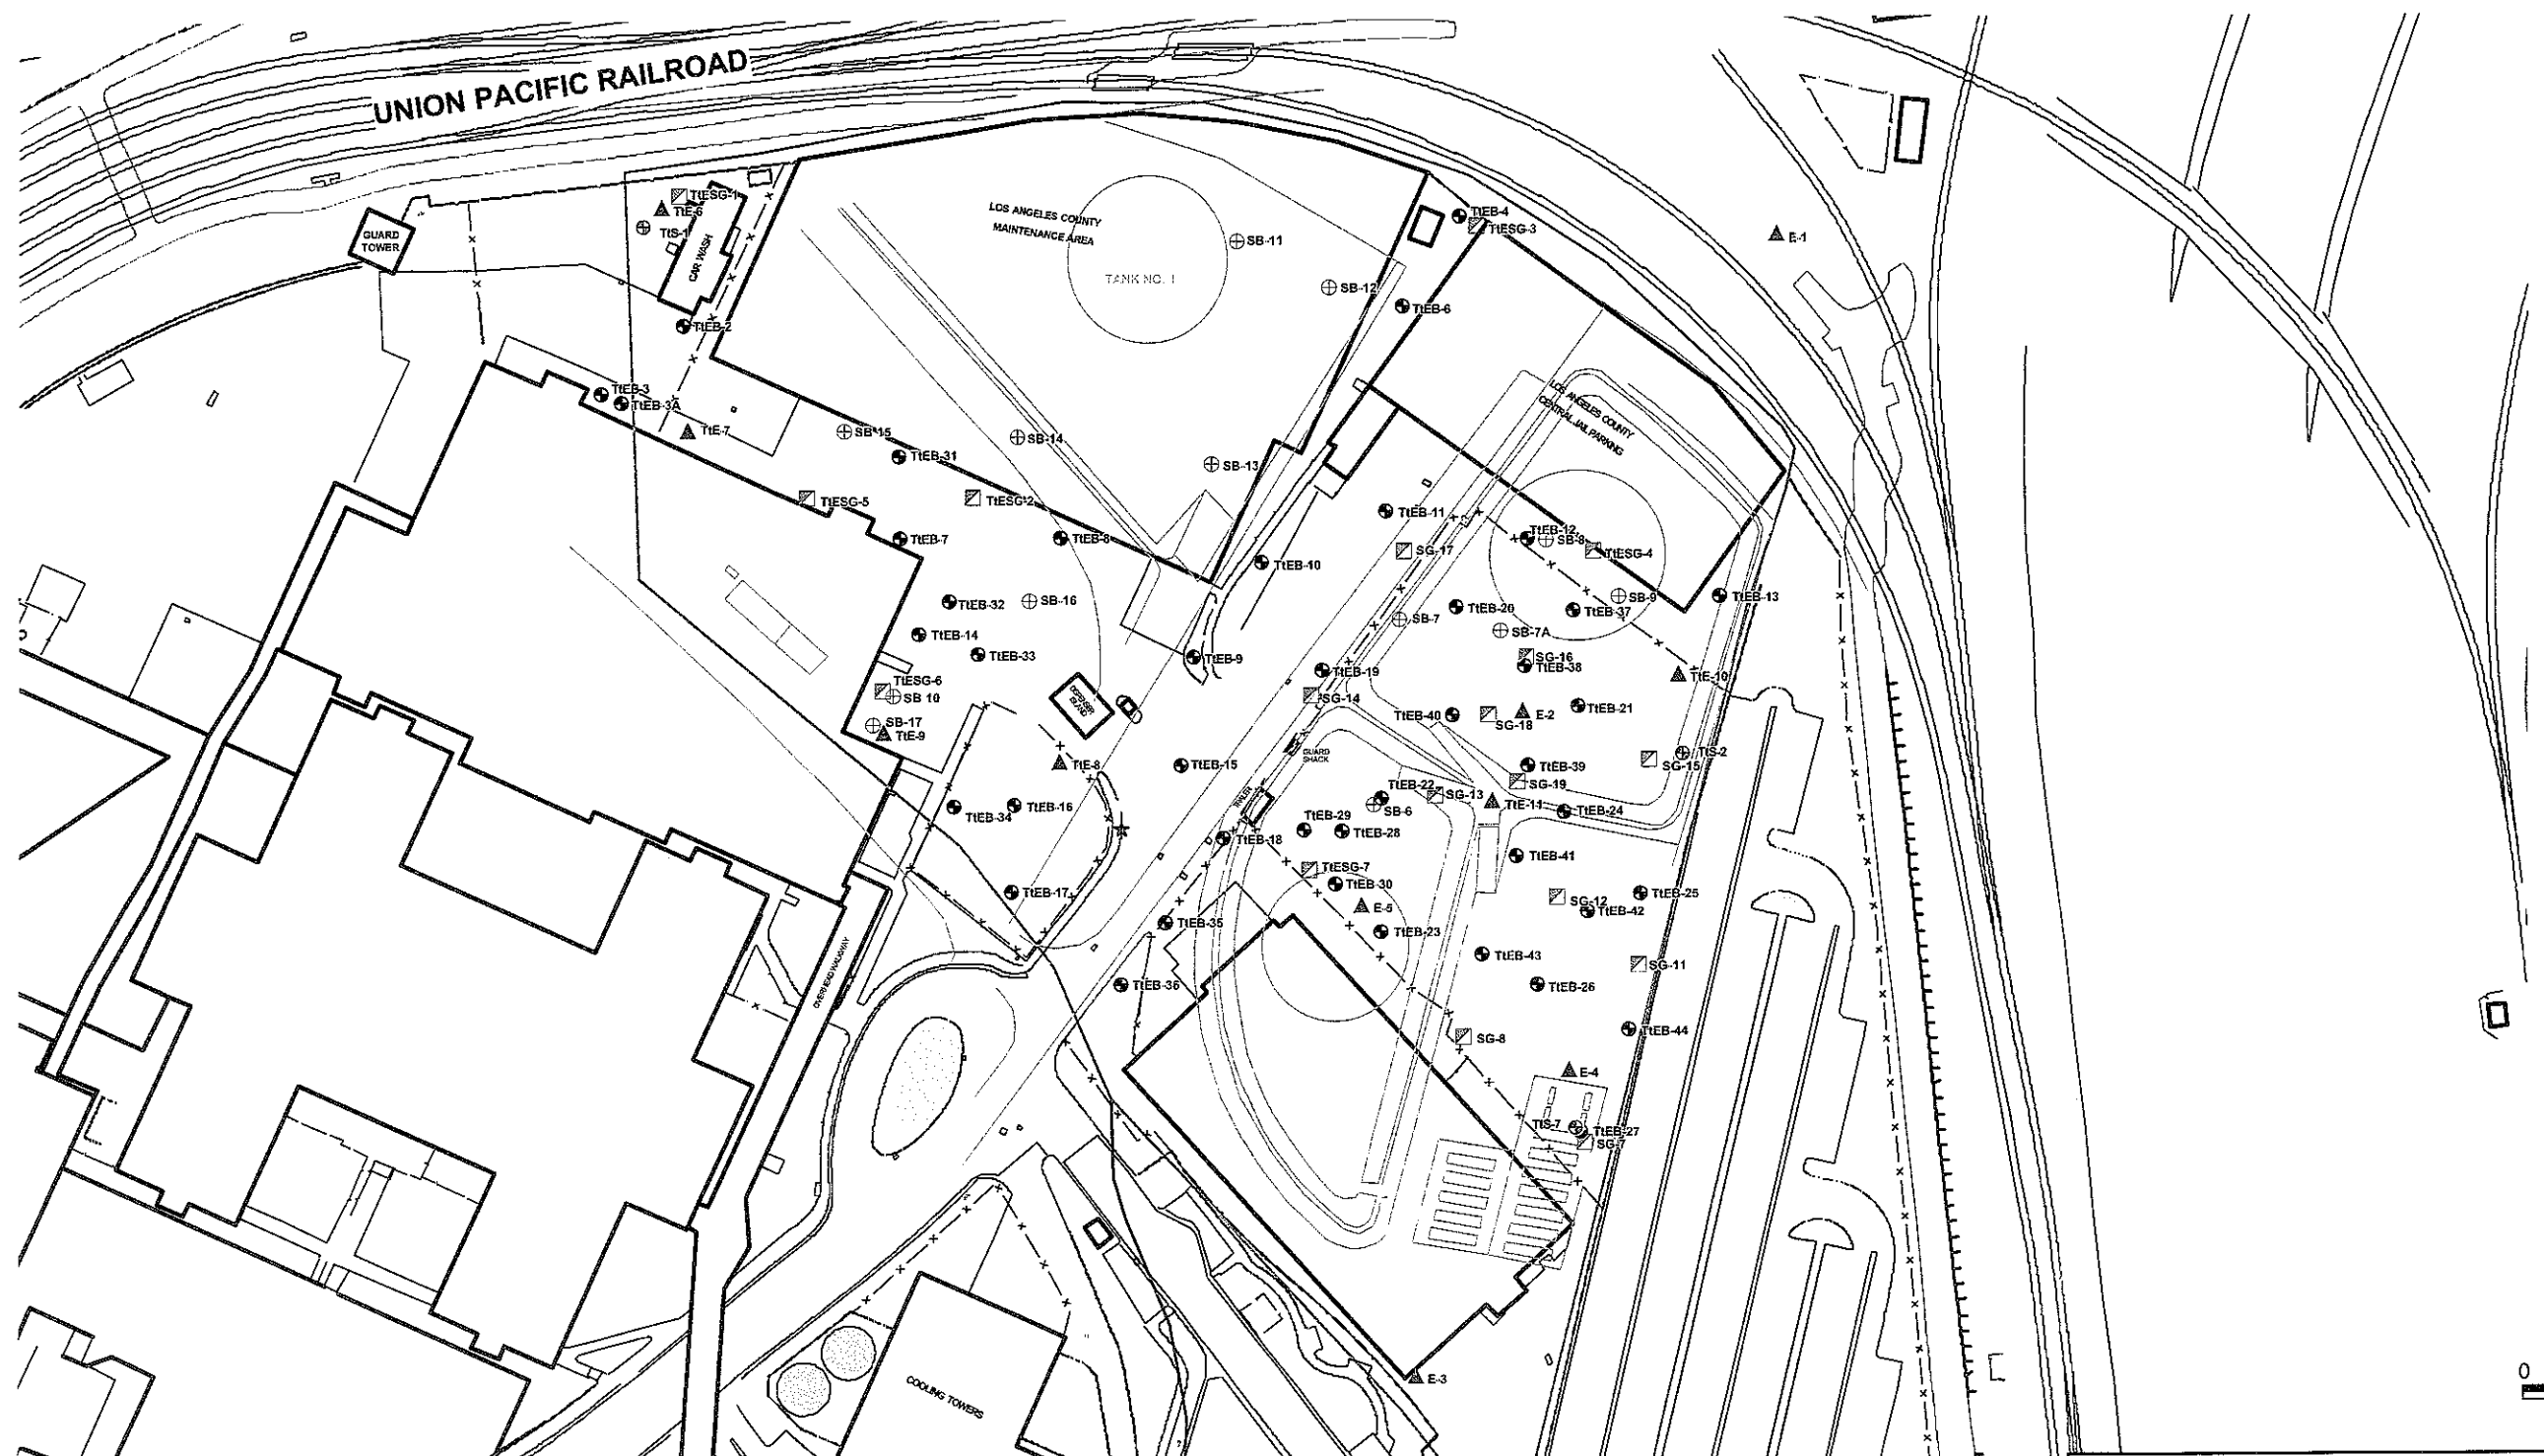 UNION PACIFIC RAILROAD
TtESG-1
TtE-6
TtS-1
GUARD
TOWER
CAR WASH
LOS ANGELES COUNTY
MAINTENANCE AREA
TANK NO. 1
SB-11
SB-12
TtEB-4
TtESG-3
E-1
TtEB-6
TtEB-2
TtEB-3
TtEB-3A
TtE-7
SB-15
SB-14
SB-13
TtEB-31
LOS ANGELES COUNTY
CENTRAL JAIL PARKING
TtESG-5
TtESG-2
TtEB-7
TtEB-8
TtEB-10
TtEB-11
SG-17
TtEB-12
SB-8
TtESG-4
TtEB-32
SB-16
TtEB-14
TtEB-33
TtEB-9
SB-7
TtEB-20
SB-7A
TtEB-37
SB-9
TtEB-13
SG-16
TtEB-38
TtEB-19
SG-14
TtE-10
TtESG-6
SB-10
SB-17
TtE-9
TtEB-40
SG-18
E-2
TtEB-21
GUARD
SHACK
TtE-8
TtEB-15
TtEB-39
SG-15
TtS-2
SG-19
TtEB-34
TtEB-16
TRAILER
TtEB-22
SB-6
SG-13
TtE-11
TtEB-24
TtEB-29
TtEB-28
TtEB-18
TtEB-41
TtESG-7
TtEB-30
TtEB-17
E-5
SG-12
TtEB-42
TtEB-25
TtEB-35
TtEB-23
TtEB-43
SG-11
TtEB-36
TtEB-26
OVERHEAD WALKWAY
SG-8
TtEB-44
E-4
TtS-7
TtEB-27
SG-7
COOLING TOWERS
E-3
0